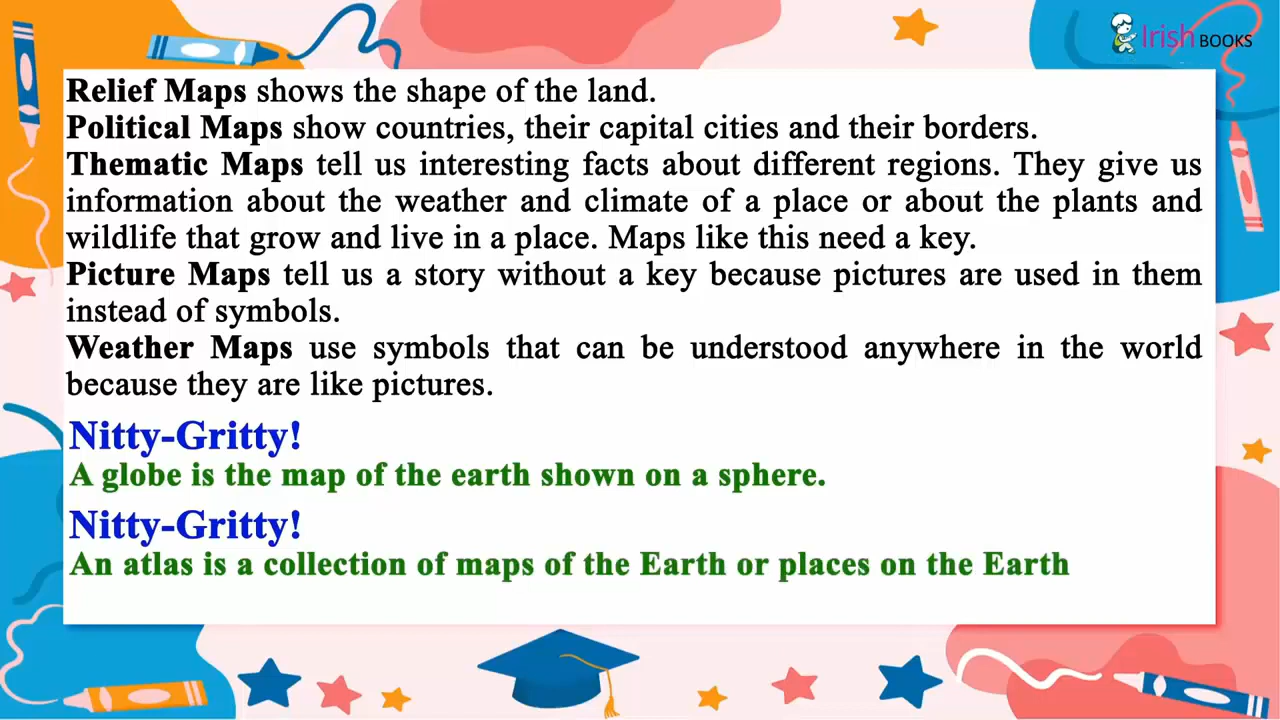 Irish BOOKS
Relief Maps shows the shape of the land.
Political Maps show countries, their capital cities and their borders.
Thematic Maps tell us interesting facts about different regions. They give us
information about the weather and climate of a place or about the plants and
wildlife that grow and live in a place. Maps like this need a key.
Picture Maps tell us a story without a key because pictures are used in them
instead of symbols.
Weather Maps use symbols that can be understood anywhere in the world
because they are like pictures.
Nitty-Gritty!
A globe is the map of the earth shown on a sphere.
Nitty-Gritty!
An atlas is a collection of maps of the Earth or places on the Earth